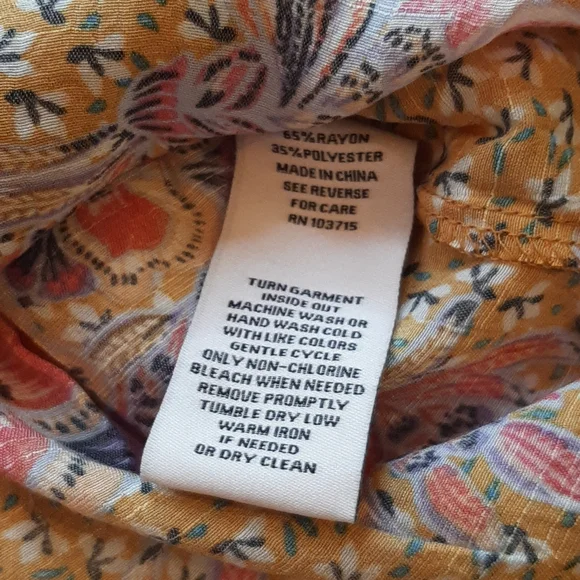 65% RAYON
35% POLYESTER
MADE IN CHINA
SEE REVERSE
FOR CARE
RN 103715
TURN GARMENT
INSIDE OUT
MACHINE WASH OR
HAND WASH COLD
WITH LIKE COLORS
GENTLE CYCLE
ONLY NON-CHLORINE
BLEACH WHEN NEEDED
REMOVE PROMPTLY
TUMBLE DRY LOW
WARM IRON
IF NEEDED
OR DRY CLEAN